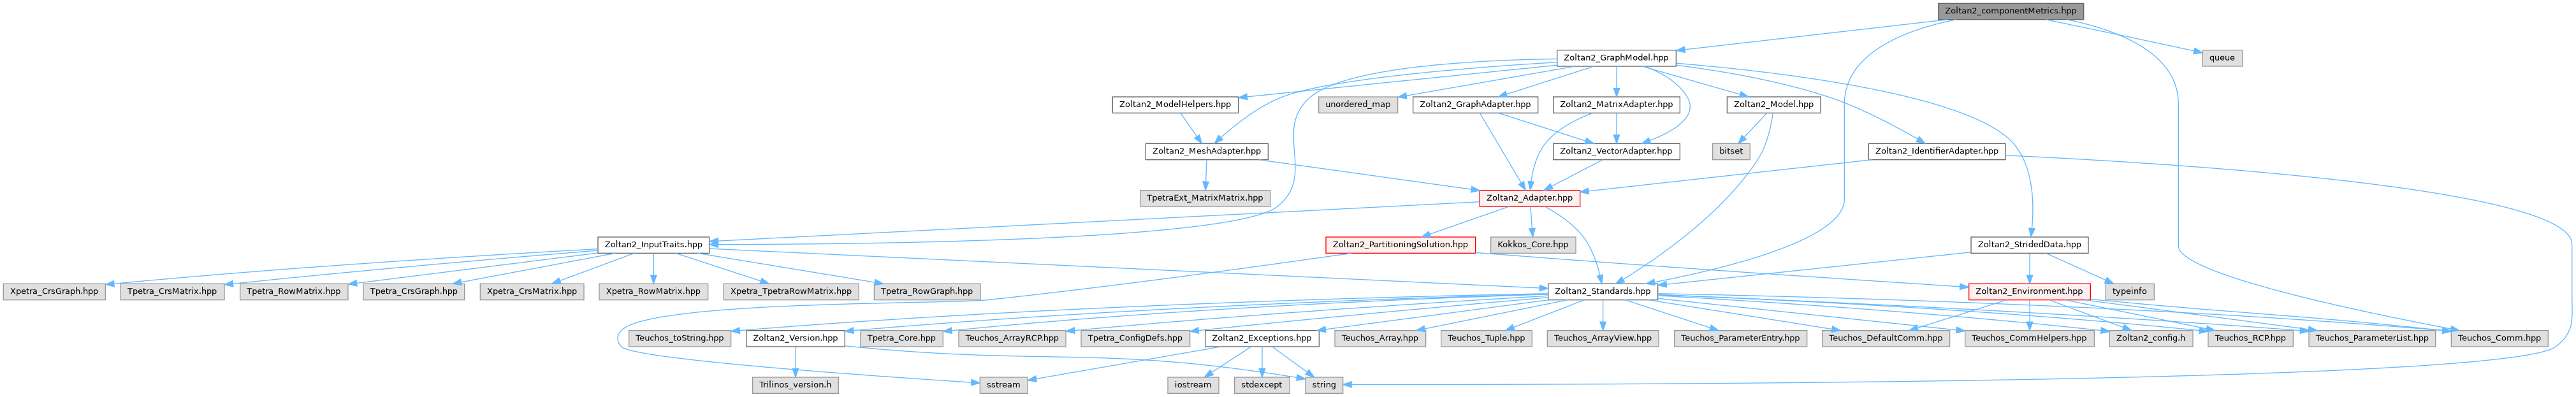 Zoltan2_componentMetrics.hpp
Zoltan2_GraphModel.hpp
queue
Zoltan2_ModelHelpers.hpp
unordered_map
Zoltan2_GraphAdapter.hpp
Zoltan2_MatrixAdapter.hpp
Zoltan2_Model.hpp
Zoltan2_MeshAdapter.hpp
Zoltan2_VectorAdapter.hpp
bitset
Zoltan2_IdentifierAdapter.hpp
TpetraExt_MatrixMatrix.hpp
Zoltan2_Adapter.hpp
Zoltan2_InputTraits.hpp
Zoltan2_PartitioningSolution.hpp
Kokkos_Core.hpp
Zoltan2_StridedData.hpp
Xpetra_CrsGraph.hpp
Tpetra_CrsMatrix.hpp
Tpetra_RowMatrix.hpp
Tpetra_CrsGraph.hpp
Xpetra_CrsMatrix.hpp
Xpetra_RowMatrix.hpp
Xpetra_TpetraRowMatrix.hpp
Tpetra_RowGraph.hpp
Zoltan2_Standards.hpp
Zoltan2_Environment.hpp
typeinfo
Teuchos_toString.hpp
Zoltan2_Version.hpp
Tpetra_Core.hpp
Teuchos_ArrayRCP.hpp
Tpetra_ConfigDefs.hpp
Zoltan2_Exceptions.hpp
Teuchos_Array.hpp
Teuchos_Tuple.hpp
Teuchos_ArrayView.hpp
Teuchos_ParameterEntry.hpp
Teuchos_DefaultComm.hpp
Teuchos_CommHelpers.hpp
Zoltan2_config.h
Teuchos_RCP.hpp
Teuchos_ParameterList.hpp
Teuchos_Comm.hpp
Trilinos_version.h
sstream
iostream
stdexcept
string